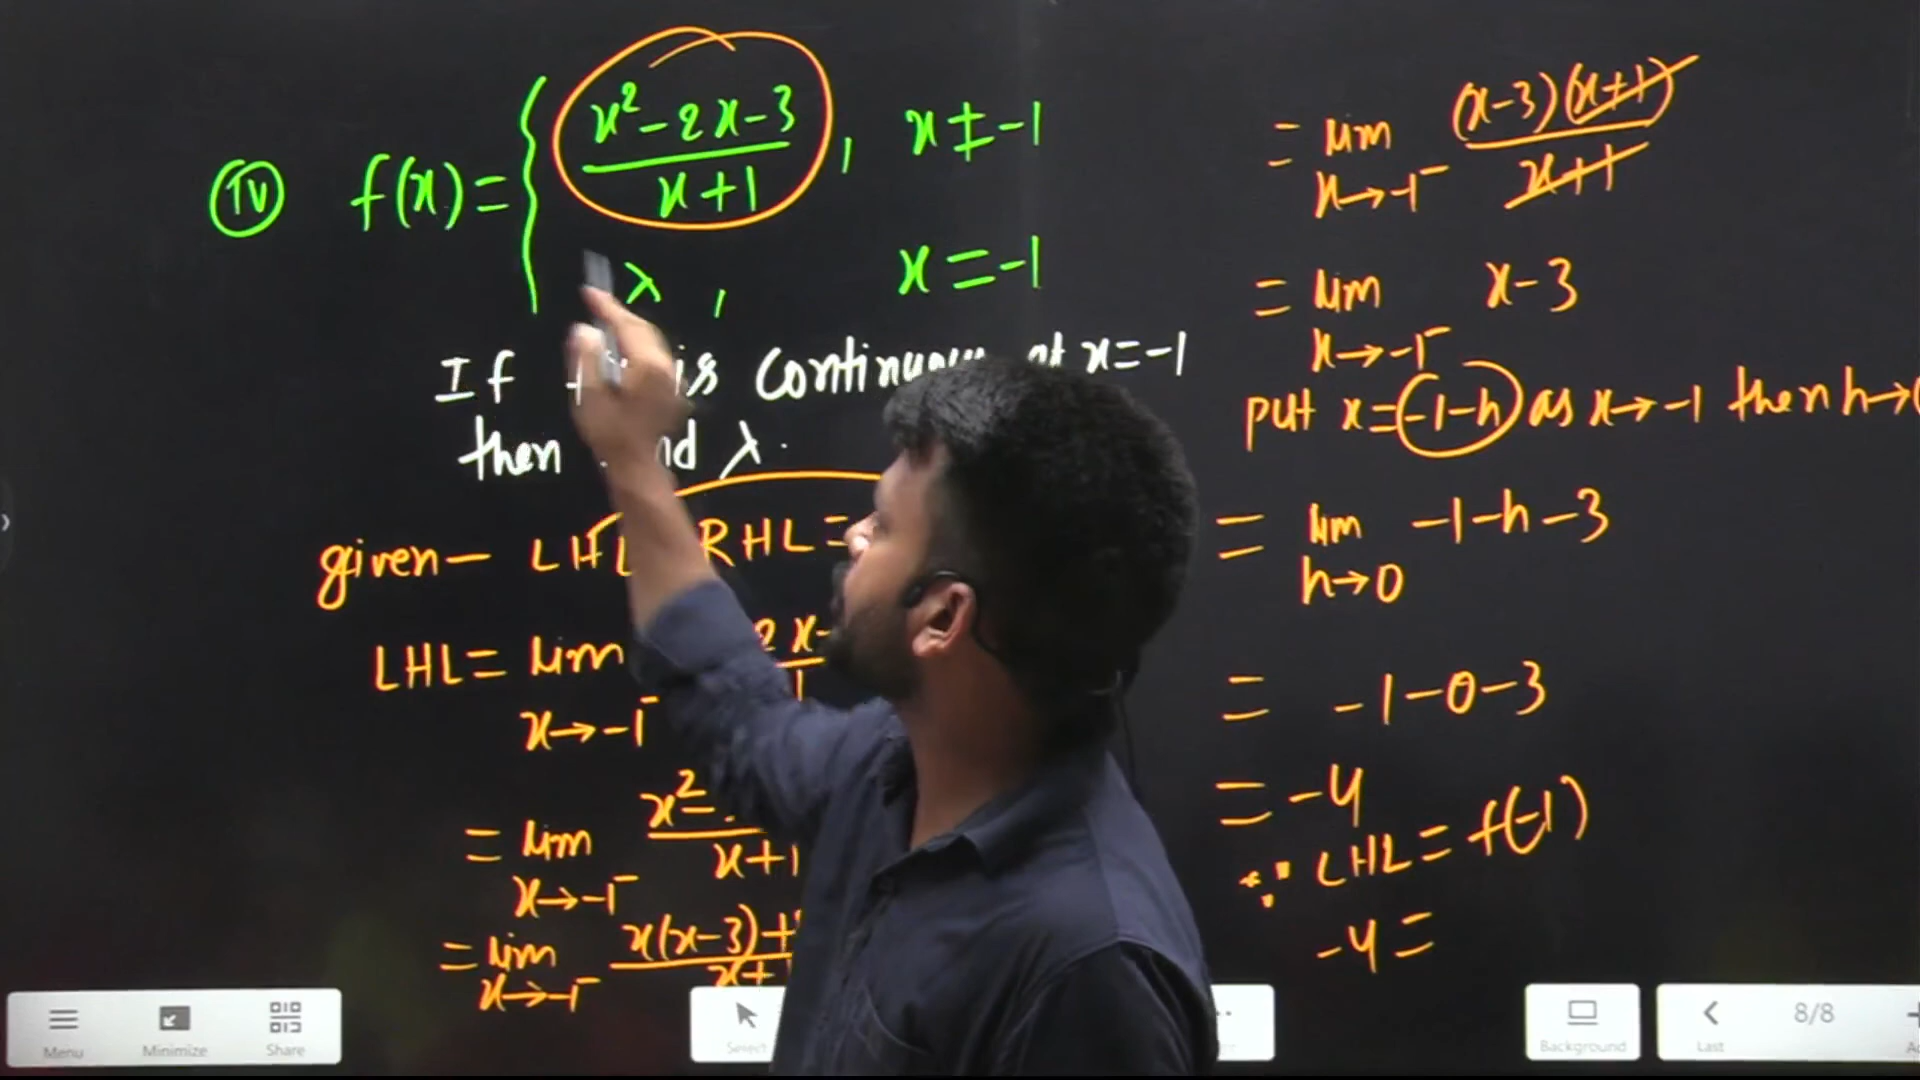 (iv) f(x) = { x² - 2x - 3 / x + 1 , x ≠ -1
λ , x = -1
If is continuous at x = -1
then λ.
given - LHL RHL =
LHL = lim x → -1⁻ 2x -
= lim x → -1⁻ x² - / x + 1
= lim x → -1⁻ x(x-3) + / x + 1
= lim x → -1⁻ (x-3)(x+1) / x+1
= lim x → -1⁻ x - 3
put x = -1-h as x → -1 then h → 0
= lim h → 0 -1-h-3
= -1-0-3
= -4
∵ LHL = f(-1)
-4 =
Menu
Minimize
Share
Select
Background
Last
8/8